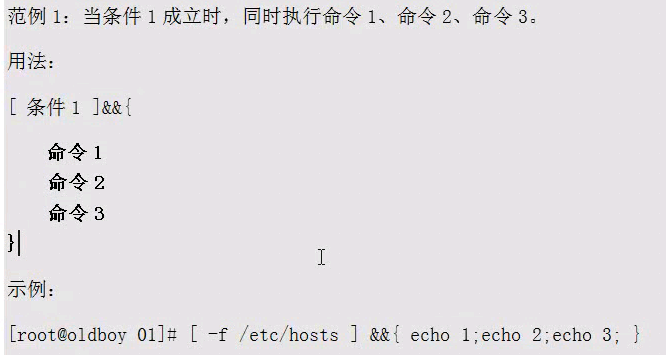 范例 1：当条件 1 成立时，同时执行命令 1、命令 2、命令 3。
用法：
[ 条件 1 ]&&{
命令 1
命令 2
命令 3
}
示例：
[root@oldboy 01]# [ -f /etc/hosts ] &&{ echo 1;echo 2;echo 3; }